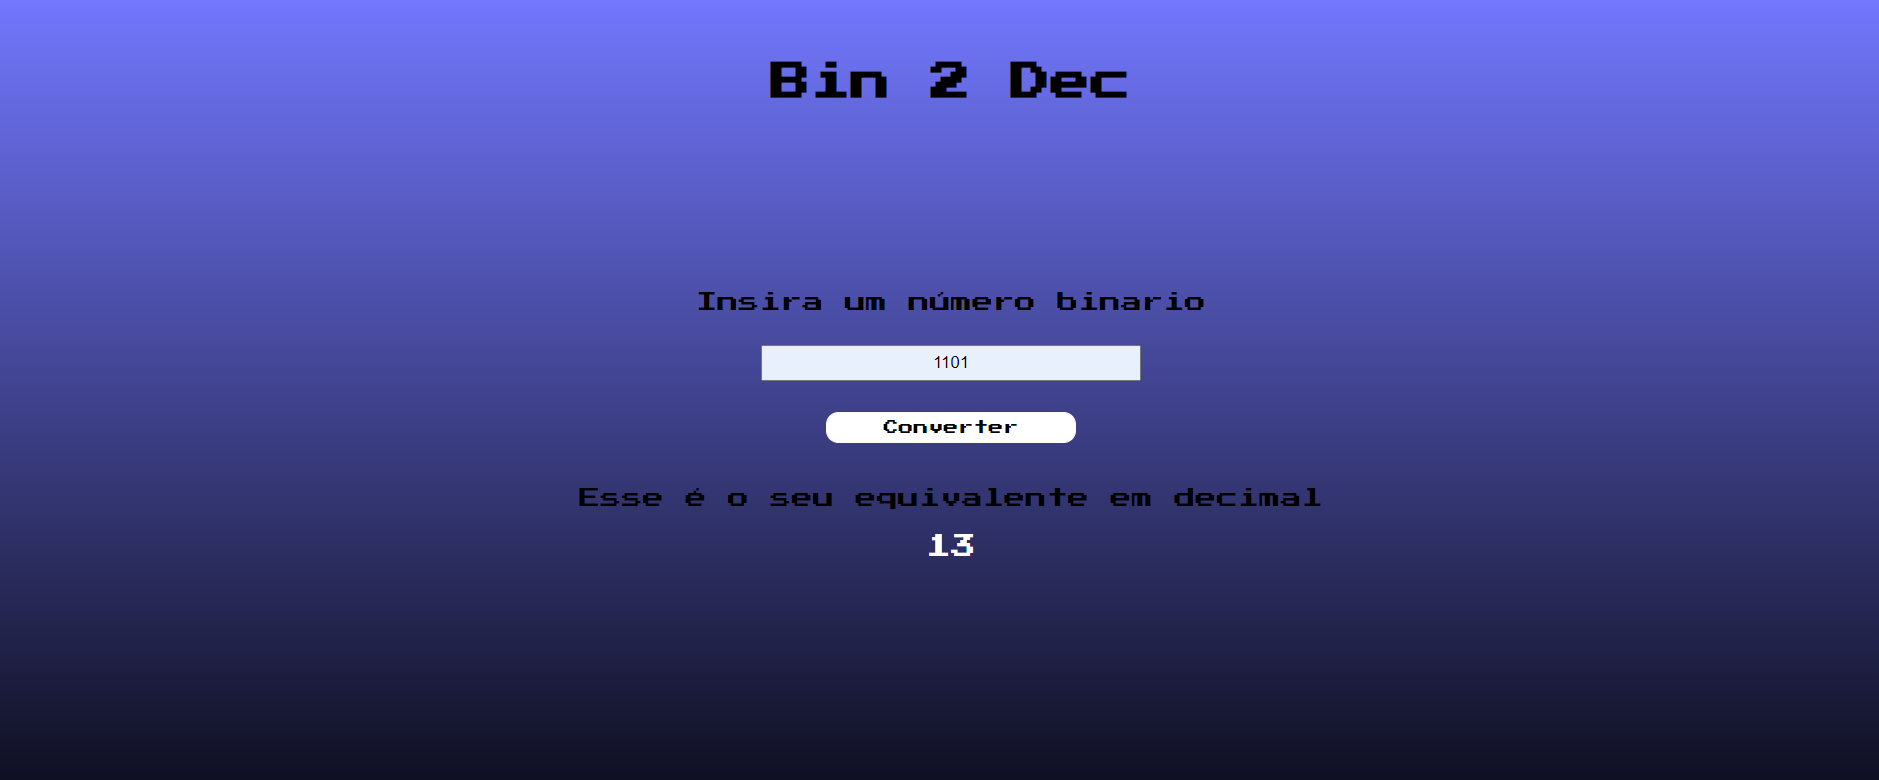 Bin 2 Dec
Insira um número binario
1101
Converter
Esse é o seu equivalente em decimal
13